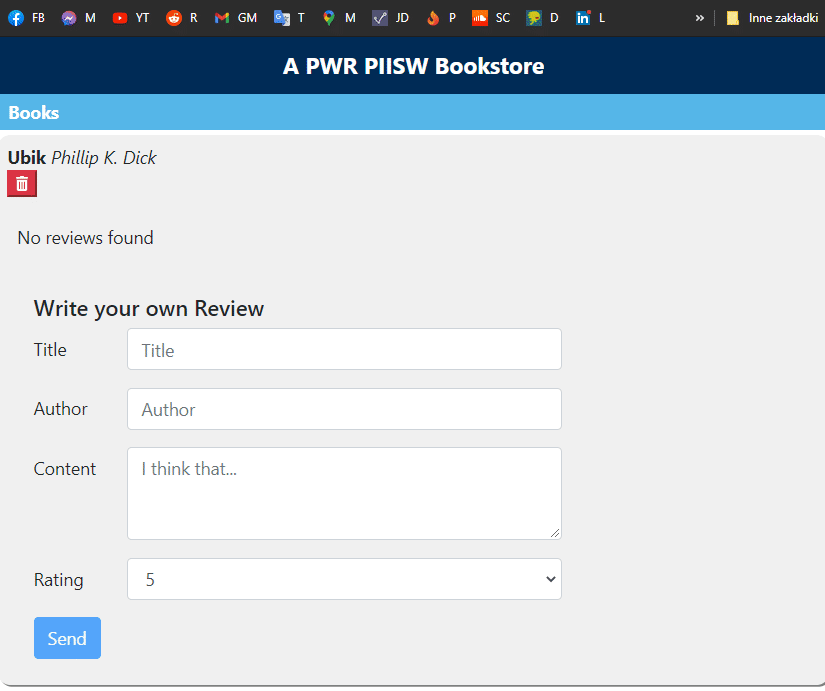 FB M YT R GM T M JD P SC D L » Inne zakładki
A PWR PIISW Bookstore
Books
Ubik Phillip K. Dick
No reviews found
Write your own Review
Title Title
Author Author
Content I think that...
Rating 5
Send